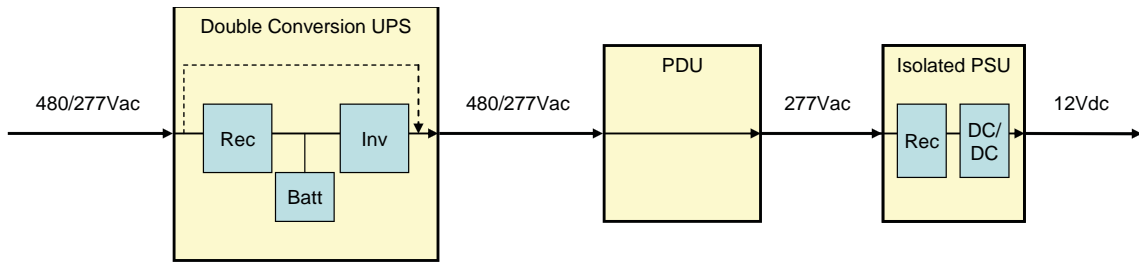 Double Conversion UPS
PDU
Isolated PSU
480/277Vac
480/277Vac
277Vac
12Vdc
Rec
Inv
Rec
DC/
DC
Batt